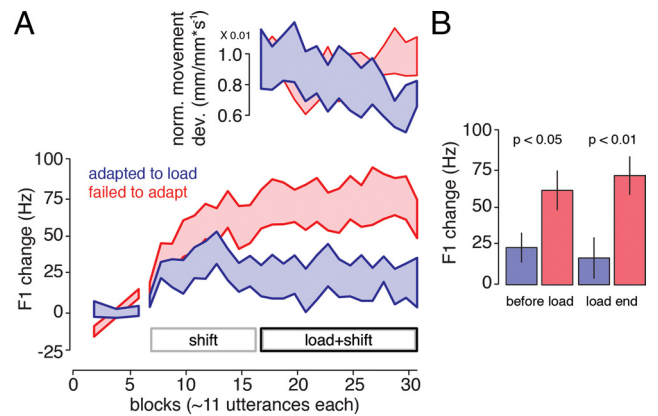 A
B
X 0.01
norm. movement
dev. (mm/mm*s¹)
1.0
0.8
0.6
adapted to load
failed to adapt
F1 change (Hz)
100
75
50
25
0
-25
shift
load+shift
0 5 10 15 20 25 30
blocks (~11 utterances each)
F1 change (Hz)
100
75
50
25
0
p < 0.05
p < 0.01
before load
load end